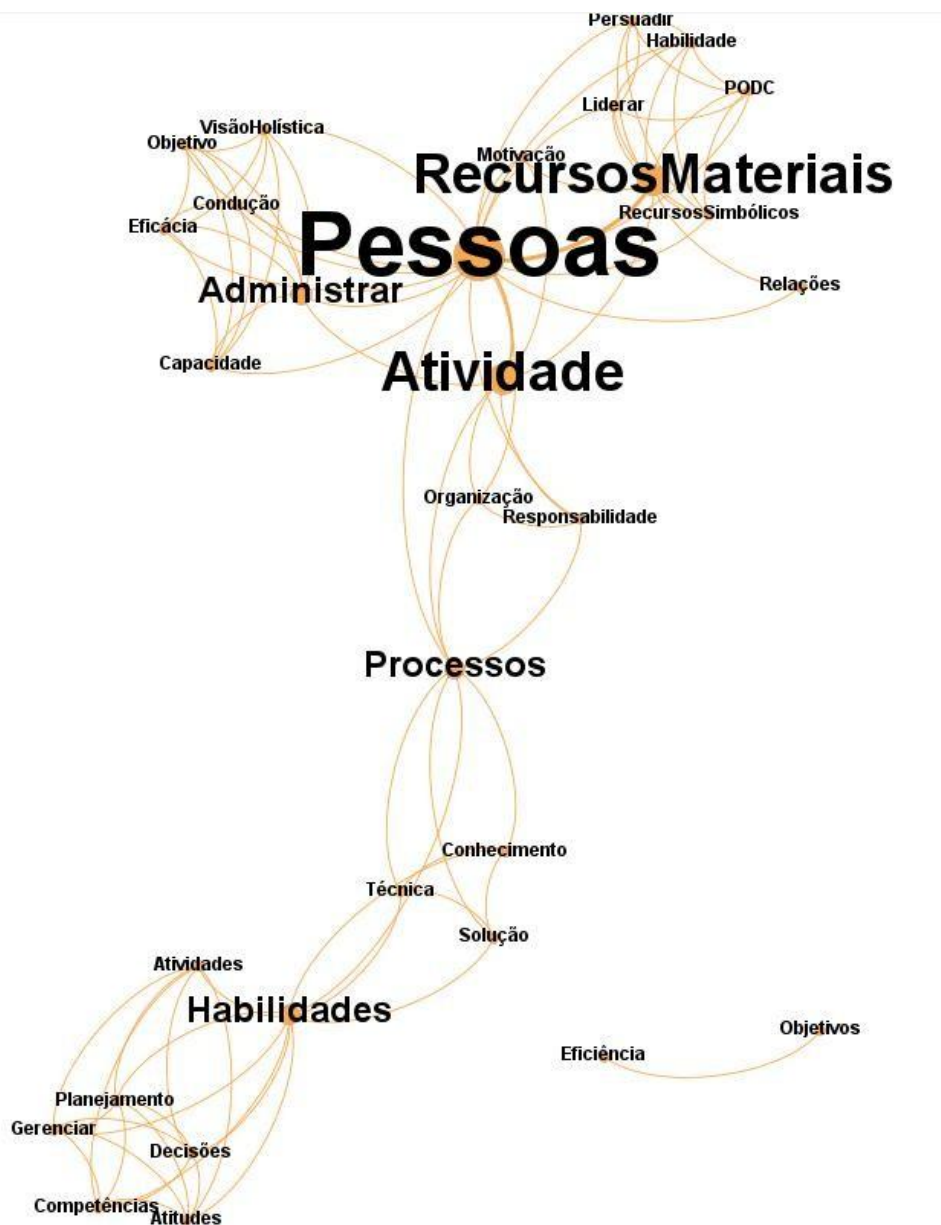 Persuadir
Habilidade
PODC
Liderar
VisãoHolística
Objetivo
Motivação
RecursosMateriais
Condução
RecursosSimbólicos
Eficácia
Pessoas
Administrar
Relações
Capacidade
Atividade
Organização
Responsabilidade
Processos
Conhecimento
Técnica
Solução
Atividades
Habilidades
Objetivos
Eficiência
Planejamento
Gerenciar
Decisões
Competências
Atitudes